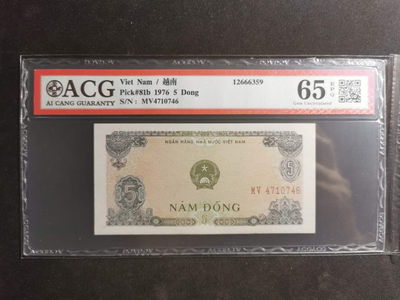 ACG
AI CANG GUARANTY
Viet Nam / 越南
Pick#81b 1976 5 Dong
S/N: MV4710746
12666359
65 EPQ
Gem Uncirculated
NGÂN HÀNG NHÀ NƯỚC VIỆT NAM
5
5
MV 4710746
NĂM ĐỒNG
5